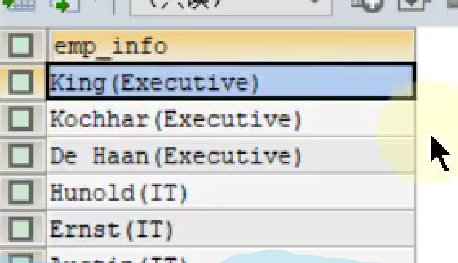 emp_info
King(Executive)
Kochhar(Executive)
De Haan(Executive)
Hunold(IT)
Ernst(IT)